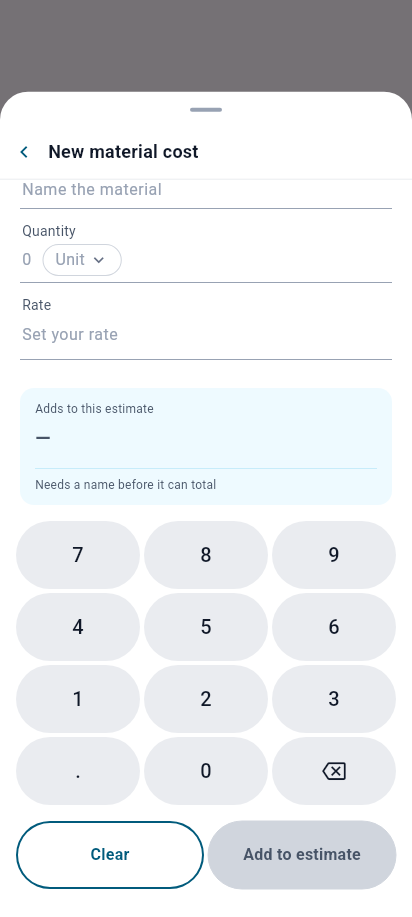 New material cost
Name the material
Quantity
0 Unit
Rate
Set your rate
Adds to this estimate
—
Needs a name before it can total
7 8 9
4 5 6
1 2 3
. 0
Clear Add to estimate